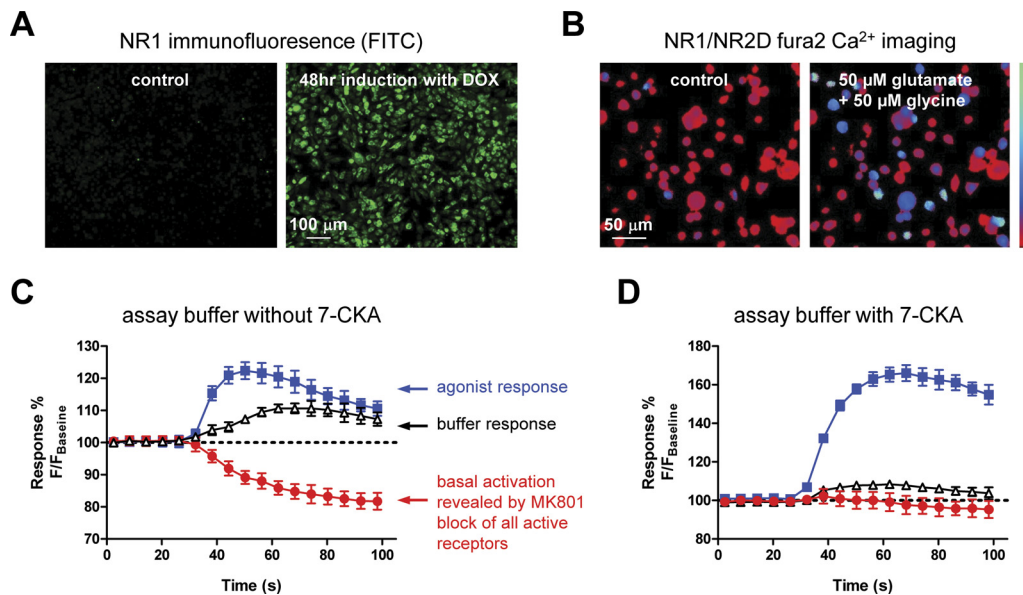 A
NR1 immunofluoresence (FITC)
control
48hr induction with DOX
100 μm
B
NR1/NR2D fura2 Ca²⁺ imaging
control
50 μM glutamate
+ 50 μM glycine
50 μm
C
assay buffer without 7-CKA
Response %
F/F_Baseline
130
120
110
100
90
80
70
0 20 40 60 80 100
Time (s)
agonist response
buffer response
basal activation
revealed by MK801
block of all active
receptors
D
assay buffer with 7-CKA
Response %
F/F_Baseline
180
160
140
120
100
80
0 20 40 60 80 100
Time (s)